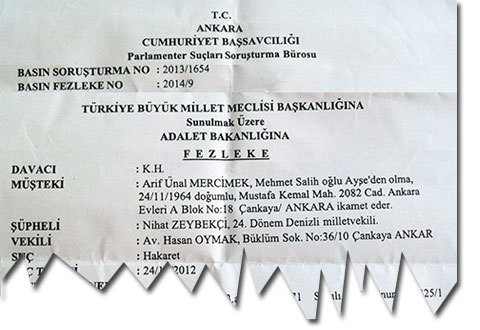 T.C.
ANKARA
CUMHURİYET BAŞSAVCILIĞI
Parlamenter Suçları Soruşturma Bürosu
BASIN SORUŞTURMA NO : 2013/1654
BASIN FEZLEKE NO : 2014/9
TÜRKİYE BÜYÜK MİLLET MECLİSİ BAŞKANLIĞINA
Sunulmak Üzere
ADALET BAKANLIĞINA
F E Z L E K E
DAVACI : K.H.
MÜŞTEKİ : Arif Ünal MERCİMEK, Mehmet Salih oğlu Ayşe'den olma,
24/11/1964 doğumlu, Mustafa Kemal Mah. 2082 Cad. Ankara
Evleri A Blok No:18 Çankaya/ ANKARA ikamet eder.
ŞÜPHELİ : Nihat ZEYBEKÇİ, 24. Dönem Denizli milletvekili.
VEKİLİ : Av. Hasan OYMAK, Büklüm Sok. No:36/10 Çankaya ANKAR
SUÇ : Hakaret
: 24/1 2012